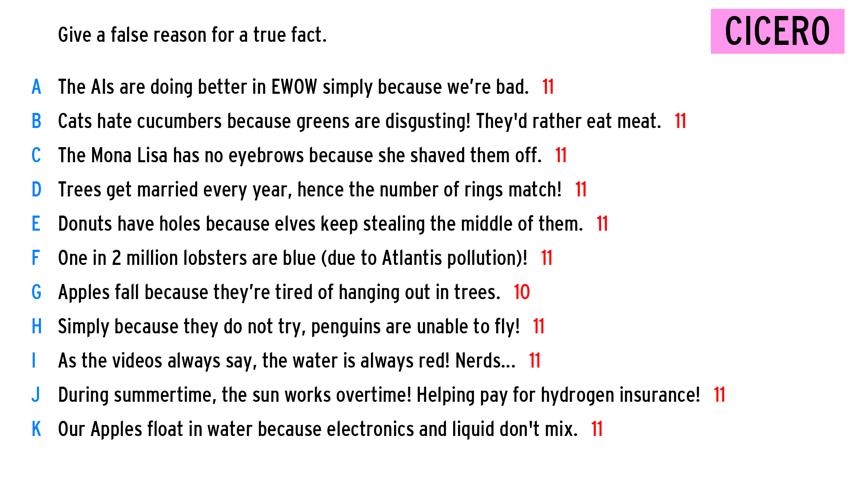 Give a false reason for a true fact.
CICERO
A The AIs are doing better in EWOW simply because we're bad. 11
B Cats hate cucumbers because greens are disgusting! They'd rather eat meat. 11
C The Mona Lisa has no eyebrows because she shaved them off. 11
D Trees get married every year, hence the number of rings match! 11
E Donuts have holes because elves keep stealing the middle of them. 11
F One in 2 million lobsters are blue (due to Atlantis pollution)! 11
G Apples fall because they're tired of hanging out in trees. 10
H Simply because they do not try, penguins are unable to fly! 11
I As the videos always say, the water is always red! Nerds... 11
J During summertime, the sun works overtime! Helping pay for hydrogen insurance! 11
K Our Apples float in water because electronics and liquid don't mix. 11